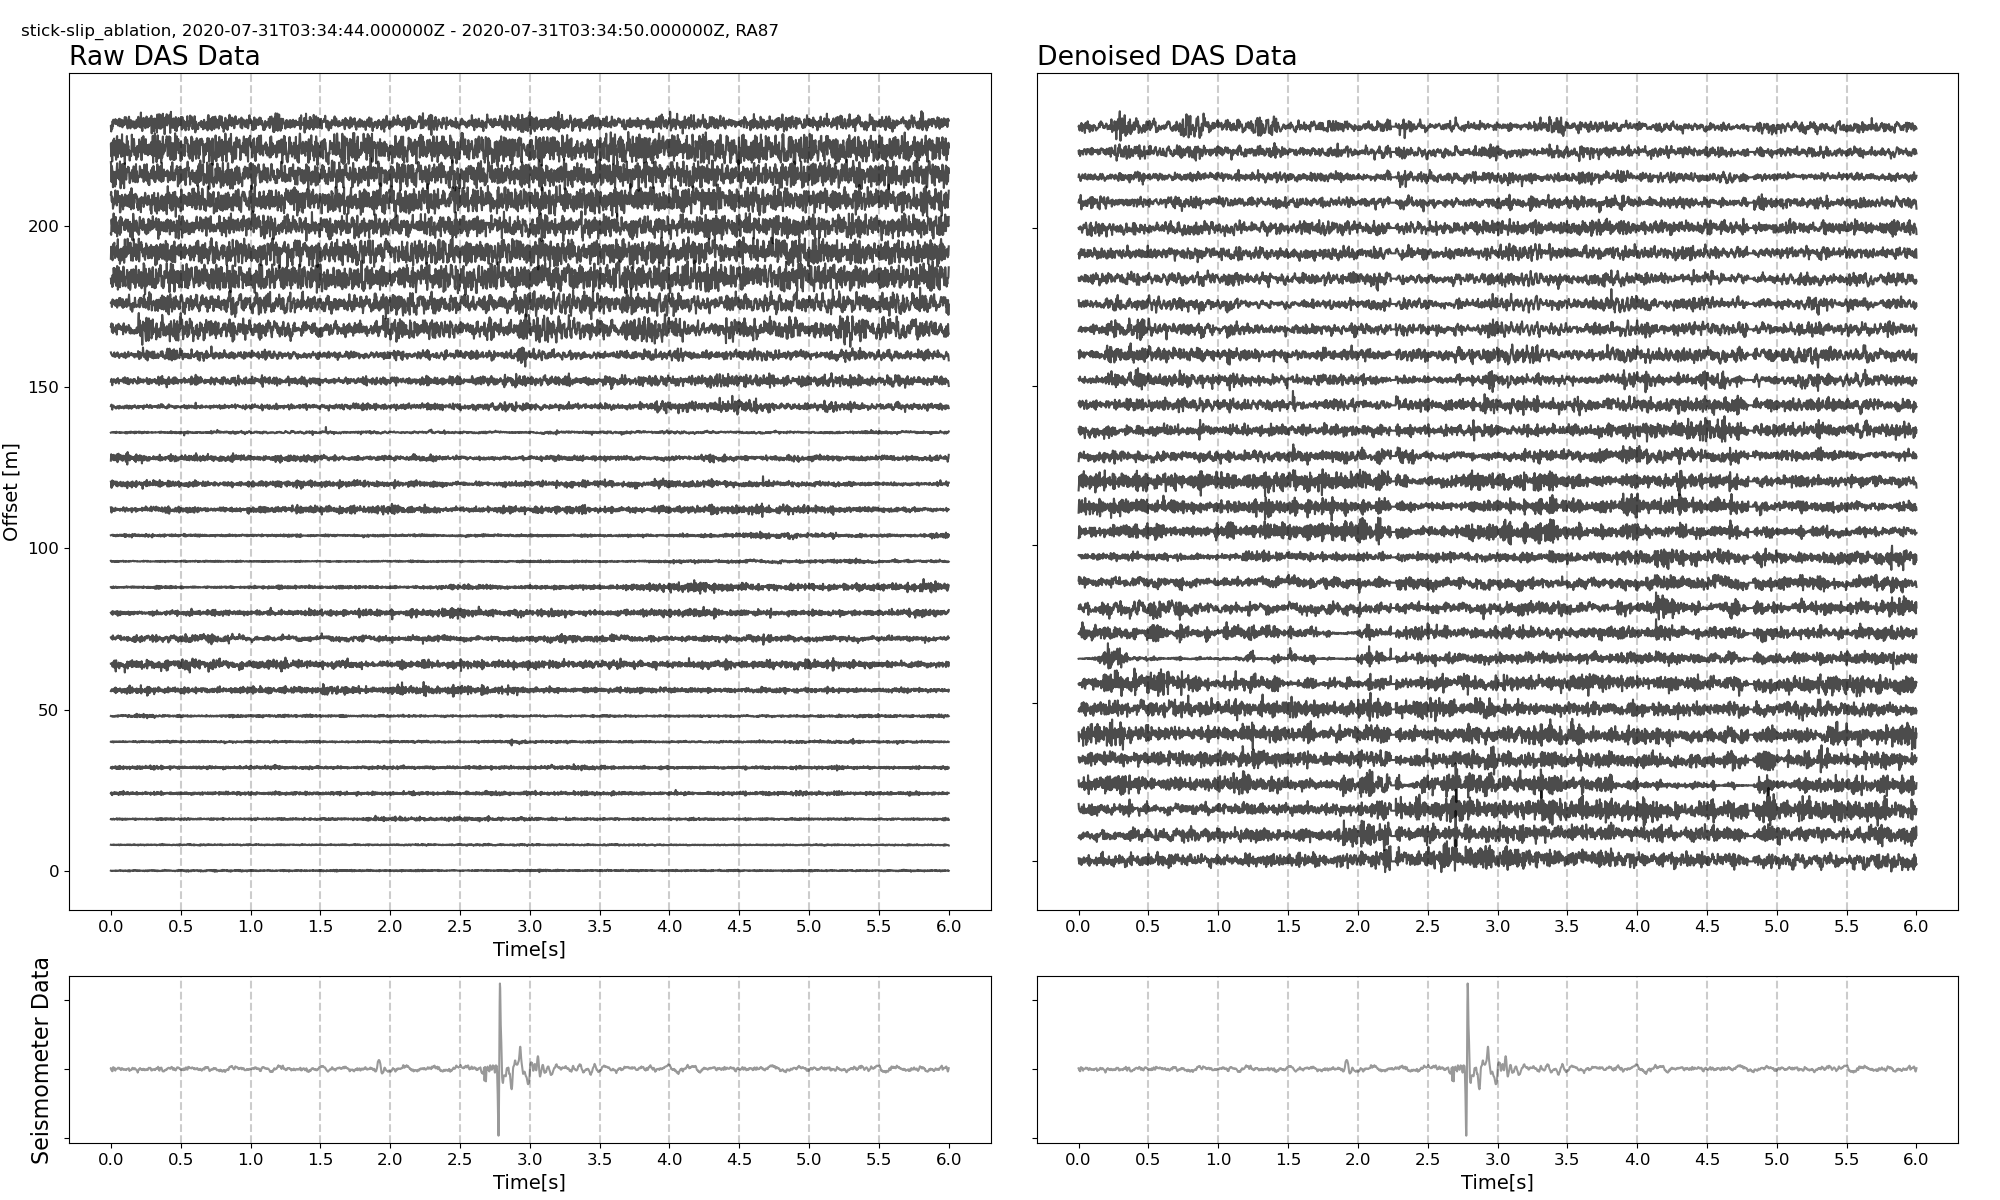 stick-slip_ablation, 2020-07-31T03:34:44.000000Z - 2020-07-31T03:34:50.000000Z, RA87
Raw DAS Data
Denoised DAS Data
200
150
100
50
0
Offset [m]
0.0 0.5 1.0 1.5 2.0 2.5 3.0 3.5 4.0 4.5 5.0 5.5 6.0
Time[s]
0.0 0.5 1.0 1.5 2.0 2.5 3.0 3.5 4.0 4.5 5.0 5.5 6.0
Seismometer Data
0.0 0.5 1.0 1.5 2.0 2.5 3.0 3.5 4.0 4.5 5.0 5.5 6.0
Time[s]
0.0 0.5 1.0 1.5 2.0 2.5 3.0 3.5 4.0 4.5 5.0 5.5 6.0
Time[s]